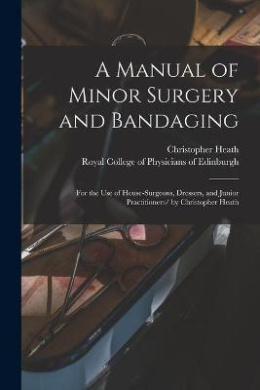 A Manual of
Minor Surgery
and Bandaging
Christopher Heath
Royal College of Physicians of Edinburgh
For the Use of House-Surgeons, Dressers, and Junior
Practitioners/ by Christopher Heath